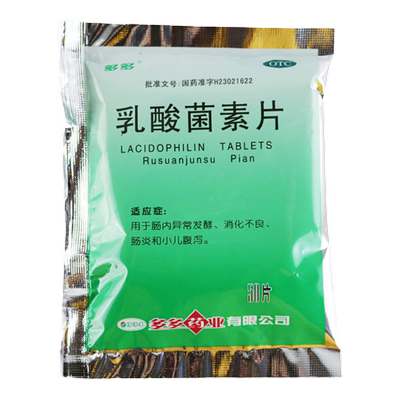 多多
OTC
批准文号：国药准字H23021622
乳酸菌素片
LACIDOPHILIN TABLETS
Rusuanjunsu Pian
适应症：
用于肠内异常发酵、消化不良、
肠炎和小儿腹泻。
50片
多多药业有限公司